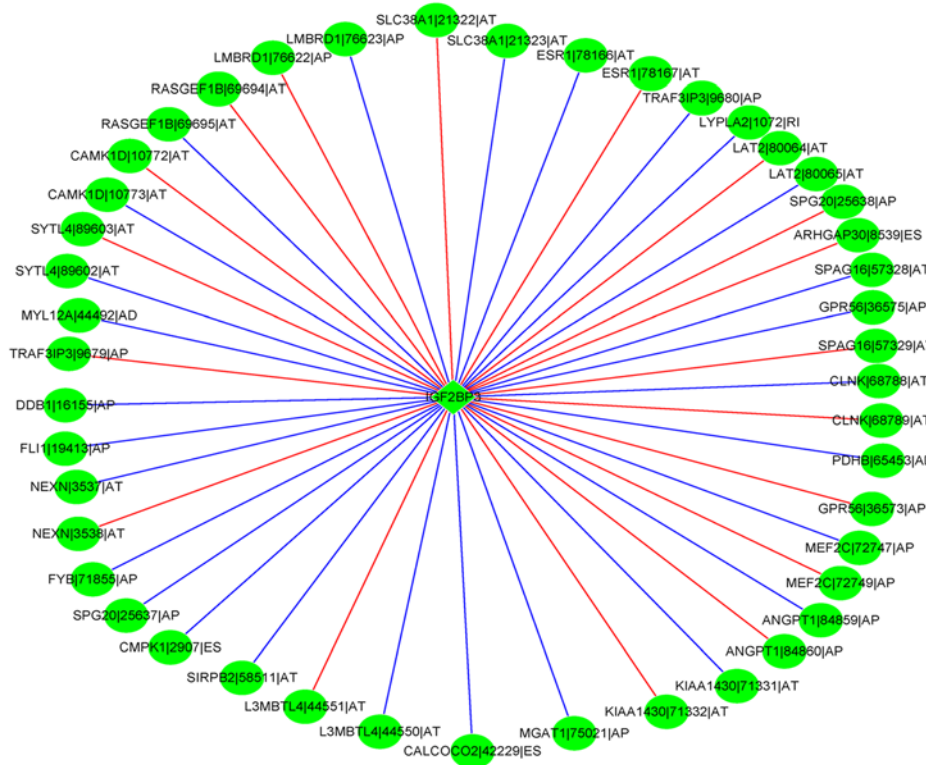 SLC38A1|21322|AT
LMBRD1|76623|AP
SLC38A1|21323|AT
LMBRD1|76622|AP
ESR1|78166|AT
ESR1|78167|AT
RASGEF1B|69694|AT
TRAF3IP3|9680|AP
RASGEF1B|69695|AT
LYPLA2|1072|RI
CAMK1D|10772|AT
LAT2|80064|AT
LAT2|80065|AT
CAMK1D|10773|AT
SPG20|25638|AP
SYTL4|89603|AT
ARHGAP30|8539|ES
SYTL4|89602|AT
SPAG16|57328|AT
MYL12A|44492|AD
GPR56|36575|AP
TRAF3IP3|9679|AP
SPAG16|57329|AT
IGF2BP3
CLNK|68788|AT
DDB1|16155|AP
CLNK|68789|AT
FLI1|19413|AP
PDHB|65453|
NEXN|3537|AT
GPR56|36573|AP
NEXN|3538|AT
MEF2C|72747|AP
FYB|71855|AP
MEF2C|72749|AP
SPG20|25637|AP
ANGPT1|84859|AP
CMPK1|2907|ES
ANGPT1|84860|AP
SIRPB2|58511|AT
KIAA1430|71331|AT
L3MBTL4|44551|AT
KIAA1430|71332|AT
L3MBTL4|44550|AT
MGAT1|75021|AP
CALCOCO2|42229|ES